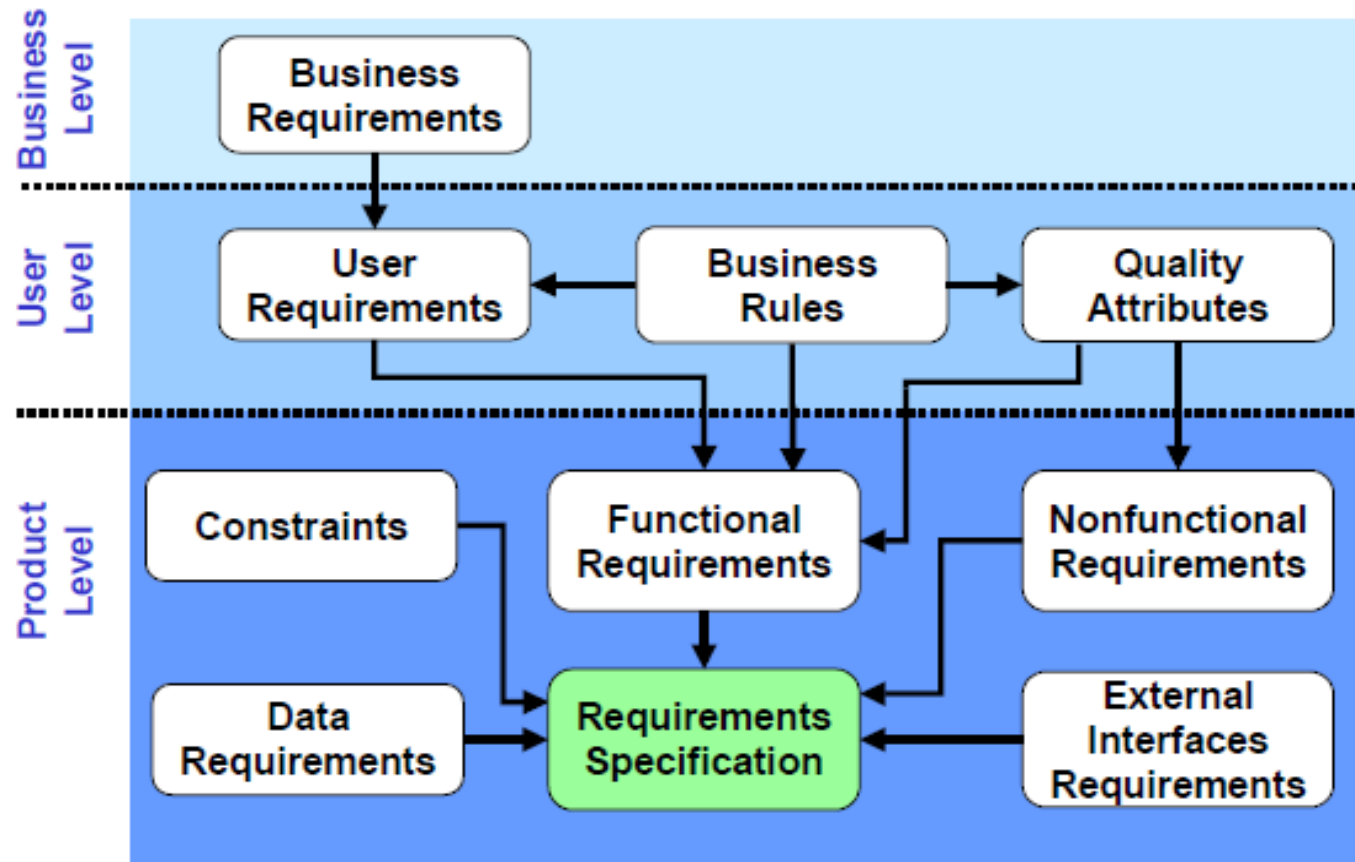 Business
Level
Business
Requirements
User
Level
User
Requirements
Business
Rules
Quality
Attributes
Product
Level
Constraints
Functional
Requirements
Nonfunctional
Requirements
Data
Requirements
Requirements
Specification
External
Interfaces
Requirements